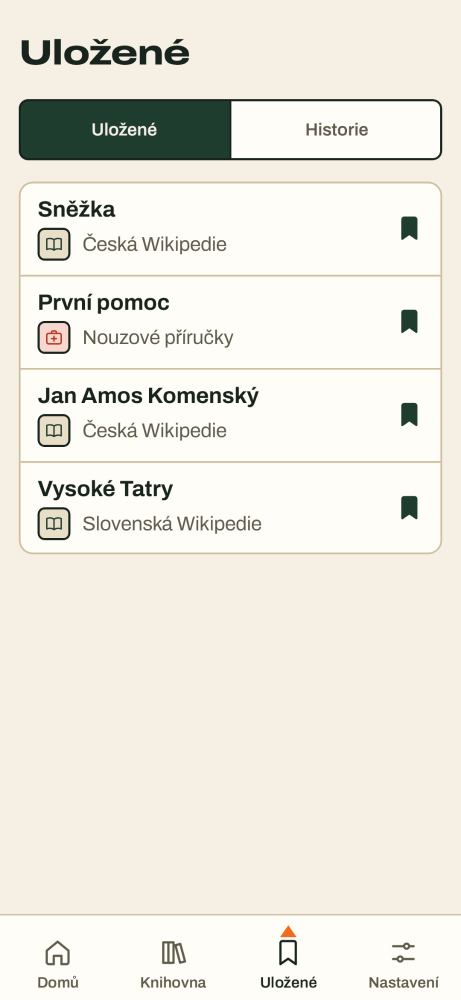 Uložené
Uložené
Historie
Sněžka
Česká Wikipedie
První pomoc
Nouzové příručky
Jan Amos Komenský
Česká Wikipedie
Vysoké Tatry
Slovenská Wikipedie
Domů
Knihovna
Uložené
Nastavení